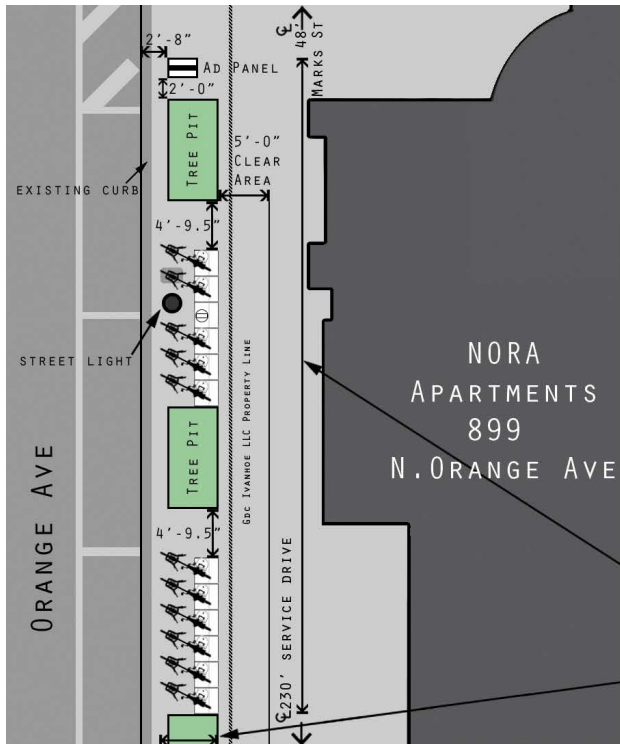 2'-8"
℄ 48'
MARKS ST
AD PANEL
2'-0"
TREE PIT
5'-0"
CLEAR
AREA
EXISTING CURB
4'-9.5"
STREET LIGHT
NORA
APARTMENTS
899
N.ORANGE AVE
GDC IVANHOE LLC PROPERTY LINE
TREE PIT
ORANGE AVE
4'-9.5"
℄230' SERVICE DRIVE